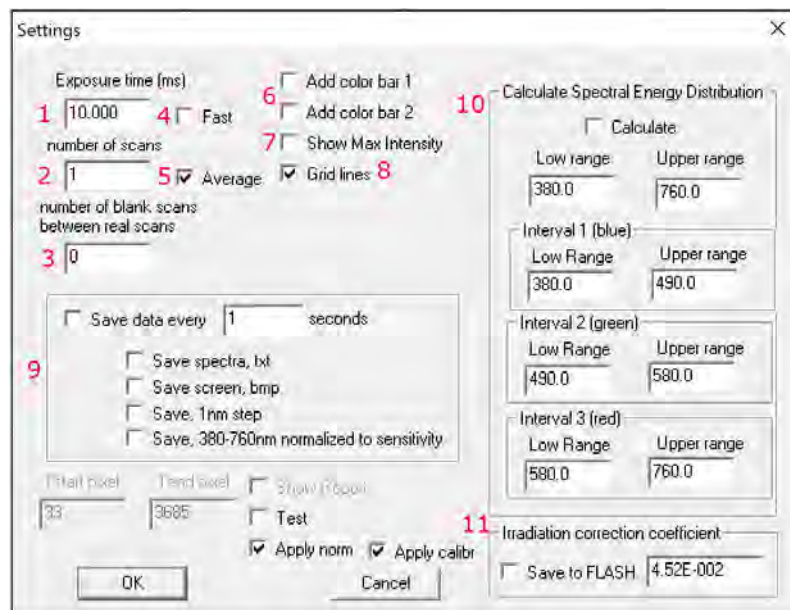 Settings
Exposure time (ms)
1 10.000 4 Fast
number of scans
2 1 5 Average
number of blank scans
between real scans
3 0
6 Add color bar 1
Add color bar 2
7 Show Max Intensity
Grid lines 8
9 Save data every 1 seconds
Save spectra, txt
Save screen, bmp
Save, 1nm step
Save, 380-760nm normalized to sensitivity
33 3685
Test
Apply norm Apply calibr
OK Cancel
10 Calculate Spectral Energy Distribution
Calculate
Low range Upper range
380.0 760.0
Interval 1 (blue)
Low Range Upper range
380.0 490.0
Interval 2 (green)
Low Range Upper range
490.0 580.0
Interval 3 (red)
Low Range Upper range
580.0 760.0
11 Irradiation correction coefficient
Save to FLASH 4.52E-002